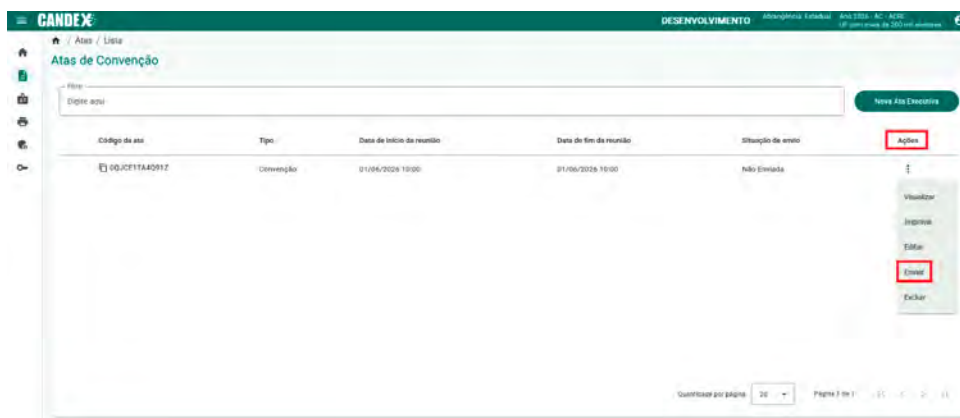 CANDEX
DESENVOLVIMENTO
Abrangência Estadual
Ano 2026 - AC - ACRE
UF com mais de 200 mil eleitores
/ Atas / Lista
Atas de Convenção
Filtro
Digite aqui
Nova Ata Executiva
Código da ata Tipo Data de início da reunião Data de fim da reunião Situação de envio Ações
Convenção 01/06/2026 10:00 01/06/2026 10:00 Não Enviada
Visualizar
Imprimir
Editar
Enviar
Excluir
Quantidade por página 20 Página 1 de 1